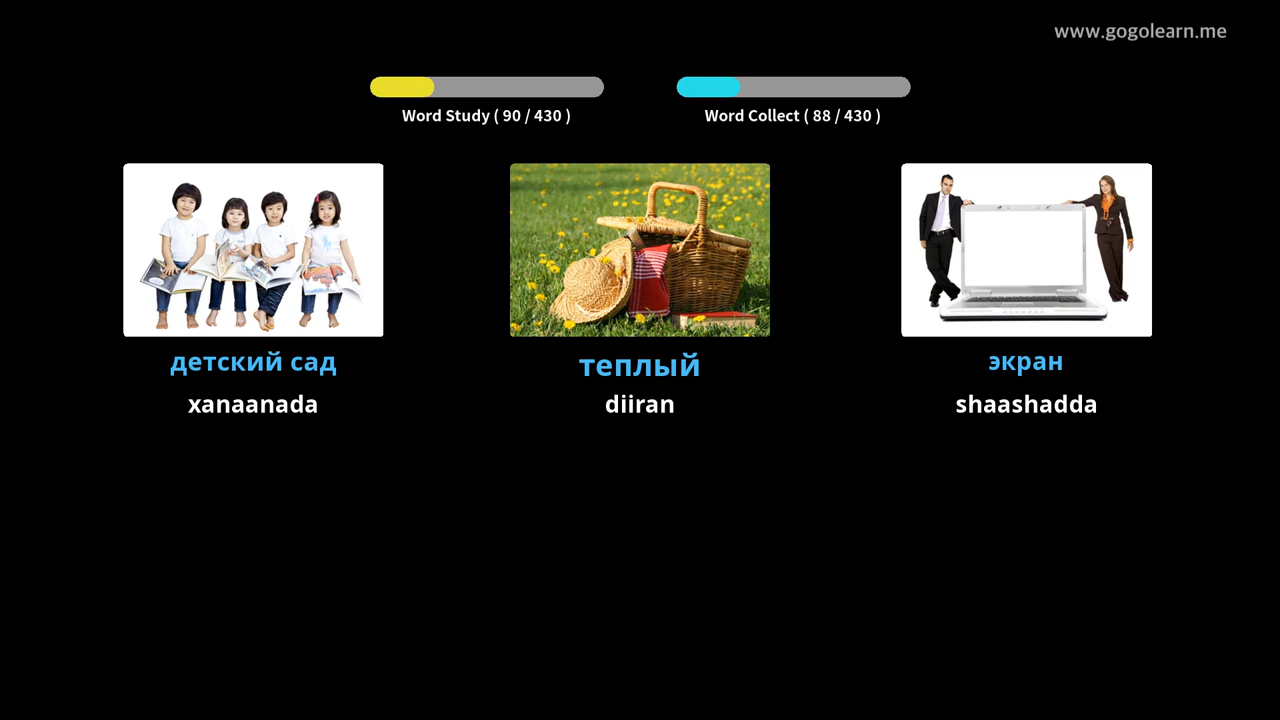 www.gogolearn.me
Word Study ( 90 / 430 )
Word Collect ( 88 / 430 )
детский сад
xanaanada
теплый
diiran
экран
shaashadda